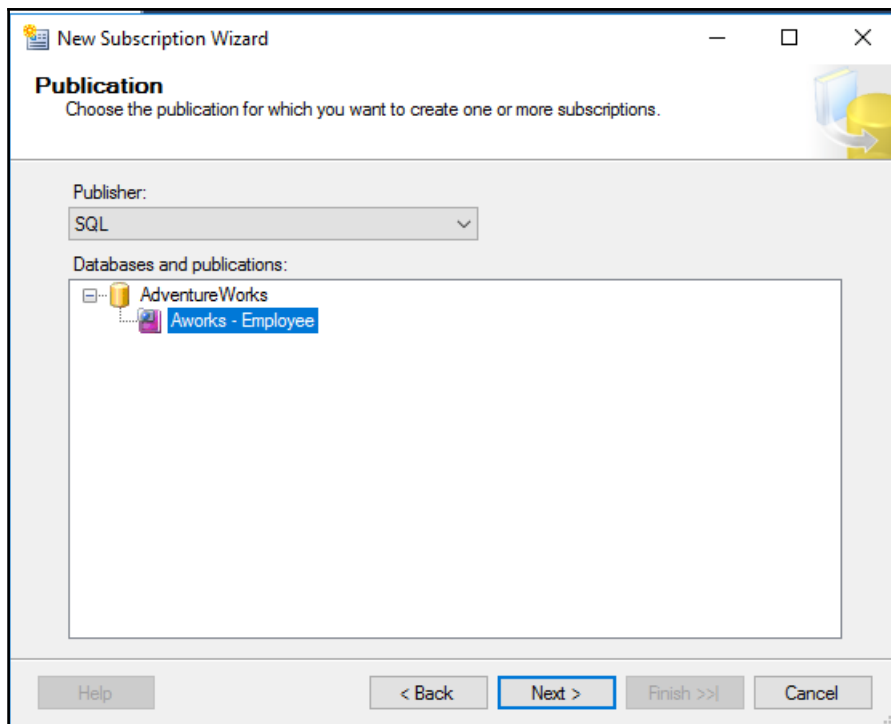 New Subscription Wizard
Publication
Choose the publication for which you want to create one or more subscriptions.
Publisher:
SQL
Databases and publications:
AdventureWorks
Aworks - Employee
Help
< Back
Next >
Finish >>|
Cancel